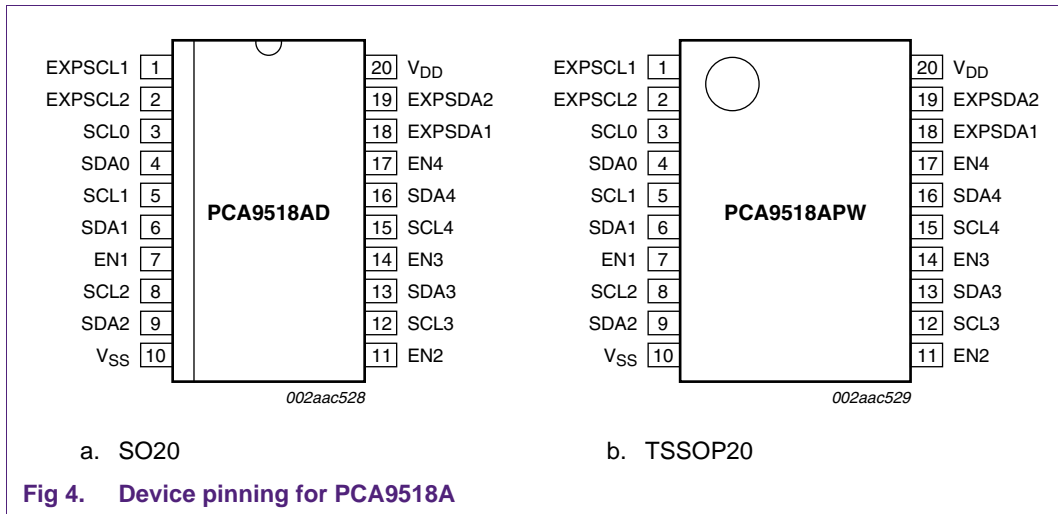 EXPSCL1 1
EXPSCL2 2
SCL0 3
SDA0 4
SCL1 5
SDA1 6
EN1 7
SCL2 8
SDA2 9
VSS 10
PCA9518AD
20 VDD
19 EXPSDA2
18 EXPSDA1
17 EN4
16 SDA4
15 SCL4
14 EN3
13 SDA3
12 SCL3
11 EN2
002aac528
a. SO20
EXPSCL1 1
EXPSCL2 2
SCL0 3
SDA0 4
SCL1 5
SDA1 6
EN1 7
SCL2 8
SDA2 9
VSS 10
PCA9518APW
20 VDD
19 EXPSDA2
18 EXPSDA1
17 EN4
16 SDA4
15 SCL4
14 EN3
13 SDA3
12 SCL3
11 EN2
002aac529
b. TSSOP20
Fig 4. Device pinning for PCA9518A